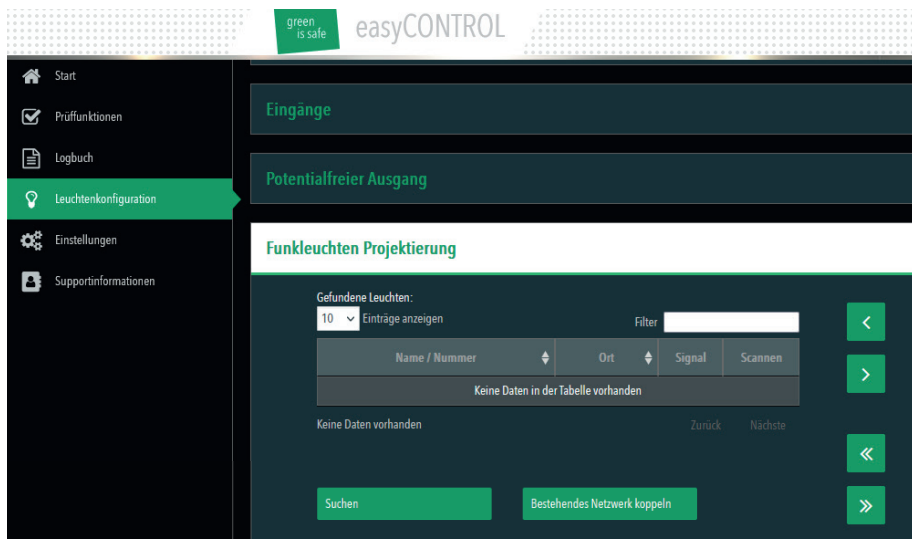 green
is safe
easyCONTROL
Start
Prüffunktionen
Logbuch
Leuchtenkonfiguration
Einstellungen
Supportinformationen
Eingänge
Potentialfreier Ausgang
Funkleuchten Projektierung
Gefundene Leuchten:
10 Einträge anzeigen Filter
Name / Nummer Ort Signal Scannen
Keine Daten in der Tabelle vorhanden
Keine Daten vorhanden Zurück Nächste
Suchen Bestehendes Netzwerk koppeln